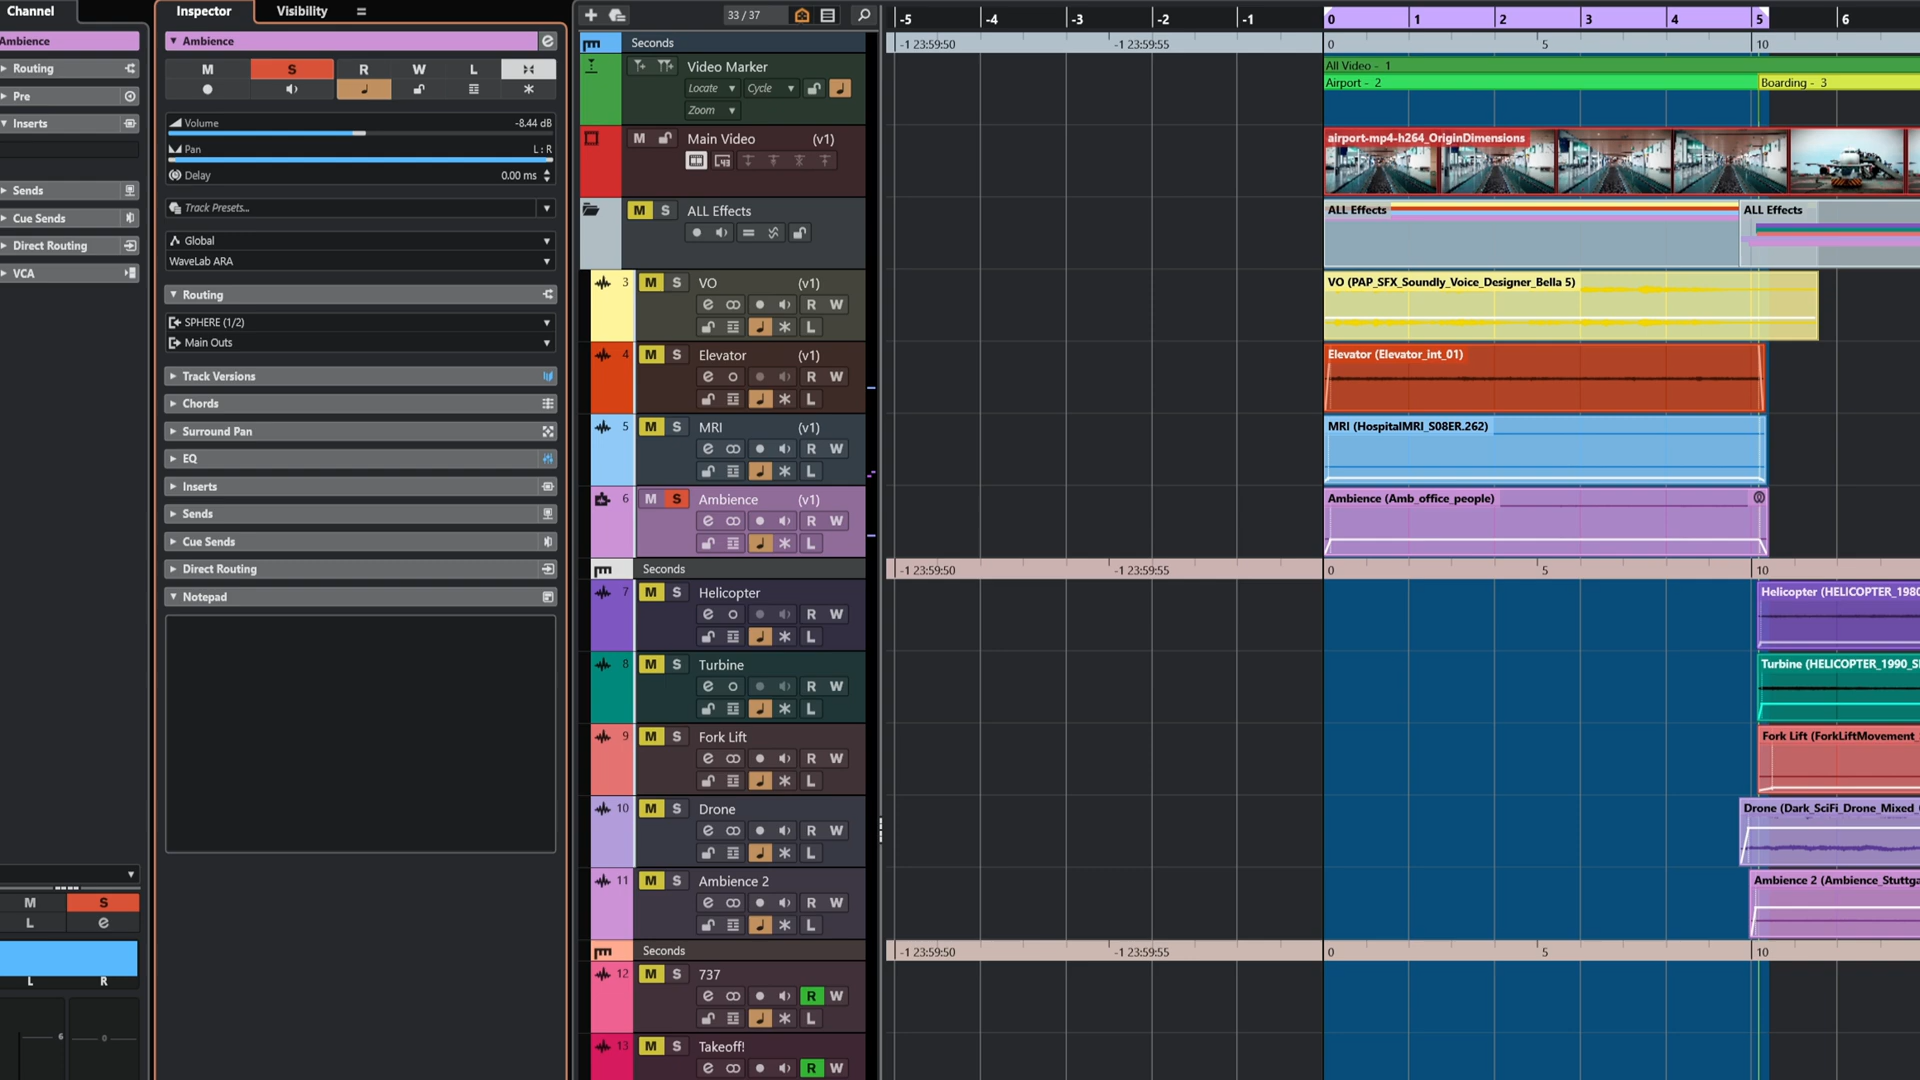 Channel
Ambience
Routing
Pre
Inserts
Sends
Cue Sends
Direct Routing
VCA
M S
L e
L R
6 0
Inspector Visibility
Ambience
M S R W L
Volume -8.44 dB
Pan L : R
Delay 0.00 ms
Track Presets...
Global
WaveLab ARA
Routing
SPHERE (1/2)
Main Outs
Track Versions
Chords
Surround Pan
EQ
Inserts
Sends
Cue Sends
Direct Routing
Notepad
33 / 37
Seconds
Video Marker
Locate Cycle
Zoom
M Main Video (v1)
M S ALL Effects
3 M S VO (v1)
e R W
L
4 M S Elevator (v1)
e R W
L
5 M S MRI (v1)
e R W
L
6 M S Ambience (v1)
e R W
L
Seconds
7 M S Helicopter
e R W
L
8 M S Turbine
e R W
L
9 M S Fork Lift
e R W
L
10 M S Drone
e R W
L
11 M S Ambience 2
e R W
L
Seconds
12 M S 737
e R W
L
13 M S Takeoff!
e R W
-5 -4 -3 -2 -1 0 1 2 3 4 5 6
-1 23:59:50 -1 23:59:55 0 5 10
All Video - 1
Airport - 2 Boarding - 3
airport-mp4-h264_OriginDimensions
ALL Effects ALL Effects
VO (PAP_SFX_Soundly_Voice_Designer_Bella 5)
Elevator (Elevator_int_01)
MRI (HospitalMRI_S08ER.262)
Ambience (Amb_office_people)
-1 23:59:50 -1 23:59:55 0 5 10
Helicopter (HELICOPTER_1980
Turbine (HELICOPTER_1990_S
Fork Lift (ForkLiftMovement_
Drone (Dark_SciFi_Drone_Mixed_
Ambience 2 (Ambience_Stuttga
-1 23:59:50 -1 23:59:55 0 5 10